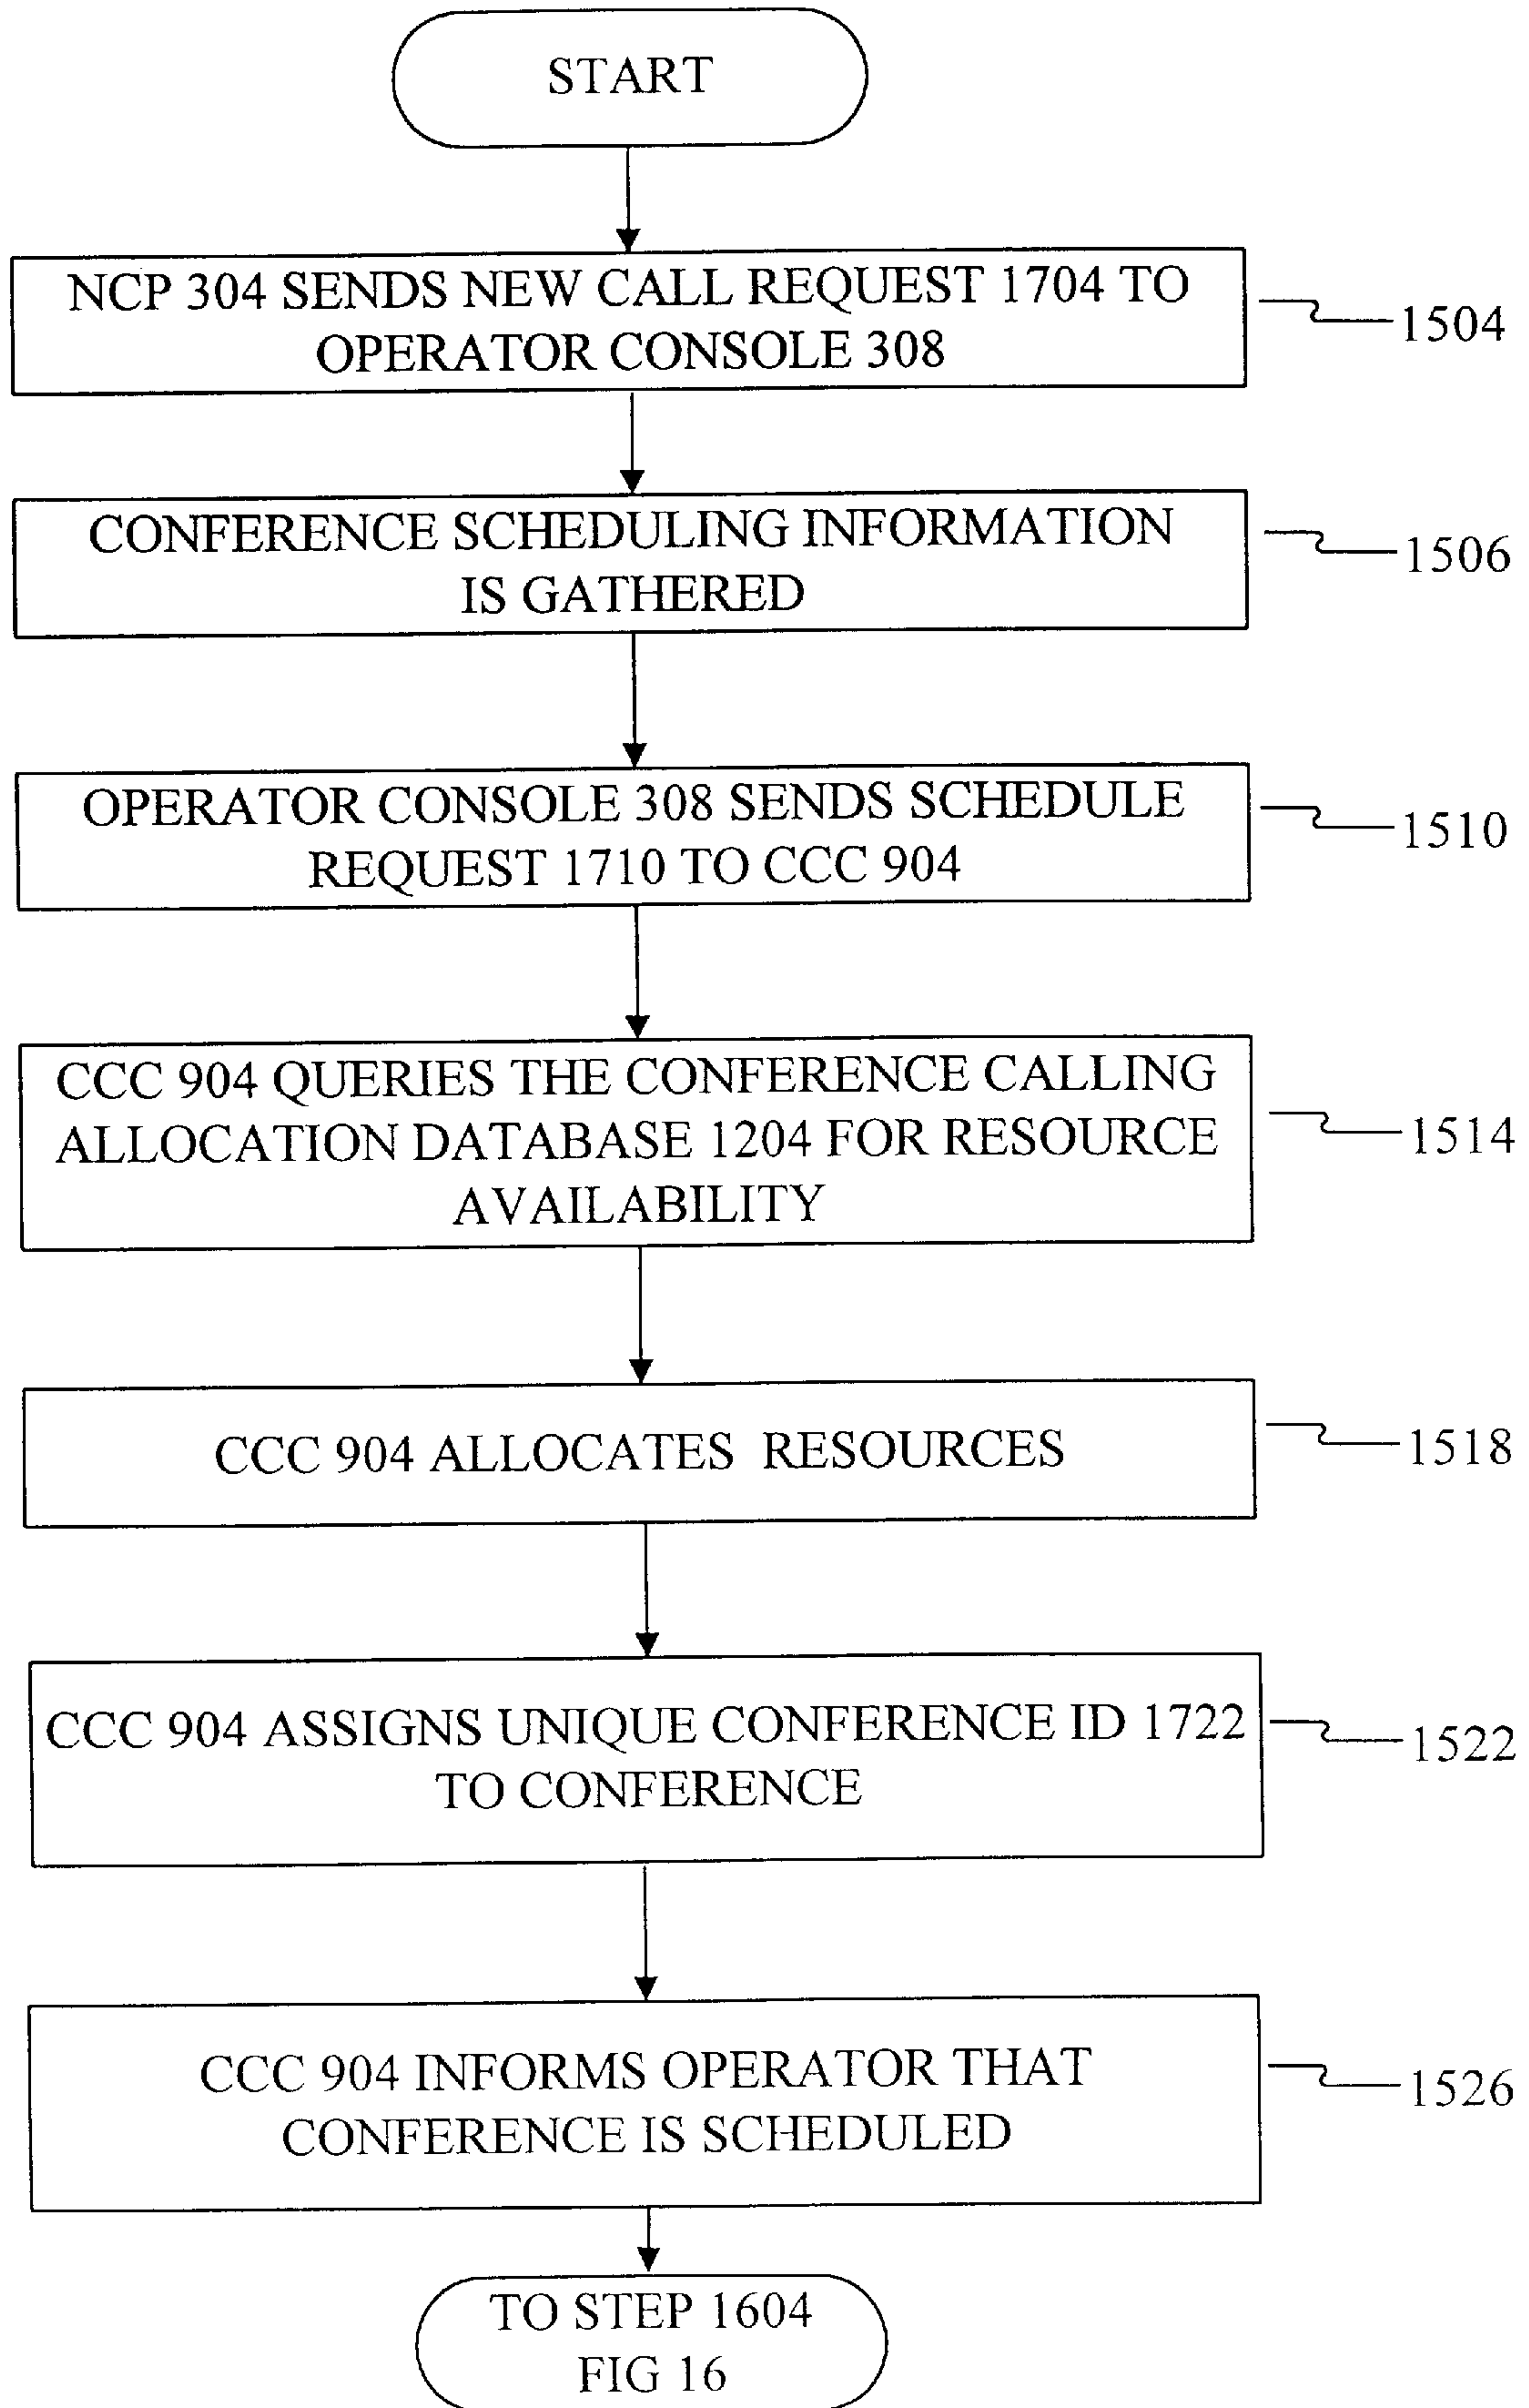 START
NCP 304 SENDS NEW CALL REQUEST 1704 TO
OPERATOR CONSOLE 308
1504
CONFERENCE SCHEDULING INFORMATION
IS GATHERED
1506
OPERATOR CONSOLE 308 SENDS SCHEDULE
REQUEST 1710 TO CCC 904
1510
CCC 904 QUERIES THE CONFERENCE CALLING
ALLOCATION DATABASE 1204 FOR RESOURCE
AVAILABILITY
1514
CCC 904 ALLOCATES RESOURCES
1518
CCC 904 ASSIGNS UNIQUE CONFERENCE ID 1722
TO CONFERENCE
1522
CCC 904 INFORMS OPERATOR THAT
CONFERENCE IS SCHEDULED
1526
TO STEP 1604
FIG 16